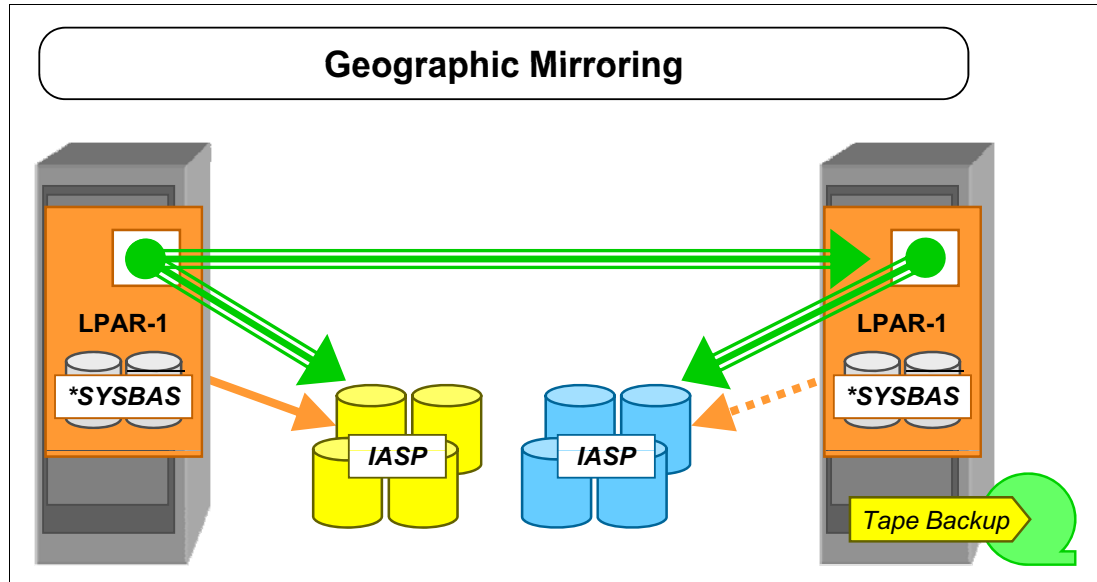 Geographic Mirroring
LPAR-1
*SYSBAS
IASP
IASP
LPAR-1
*SYSBAS
Tape Backup